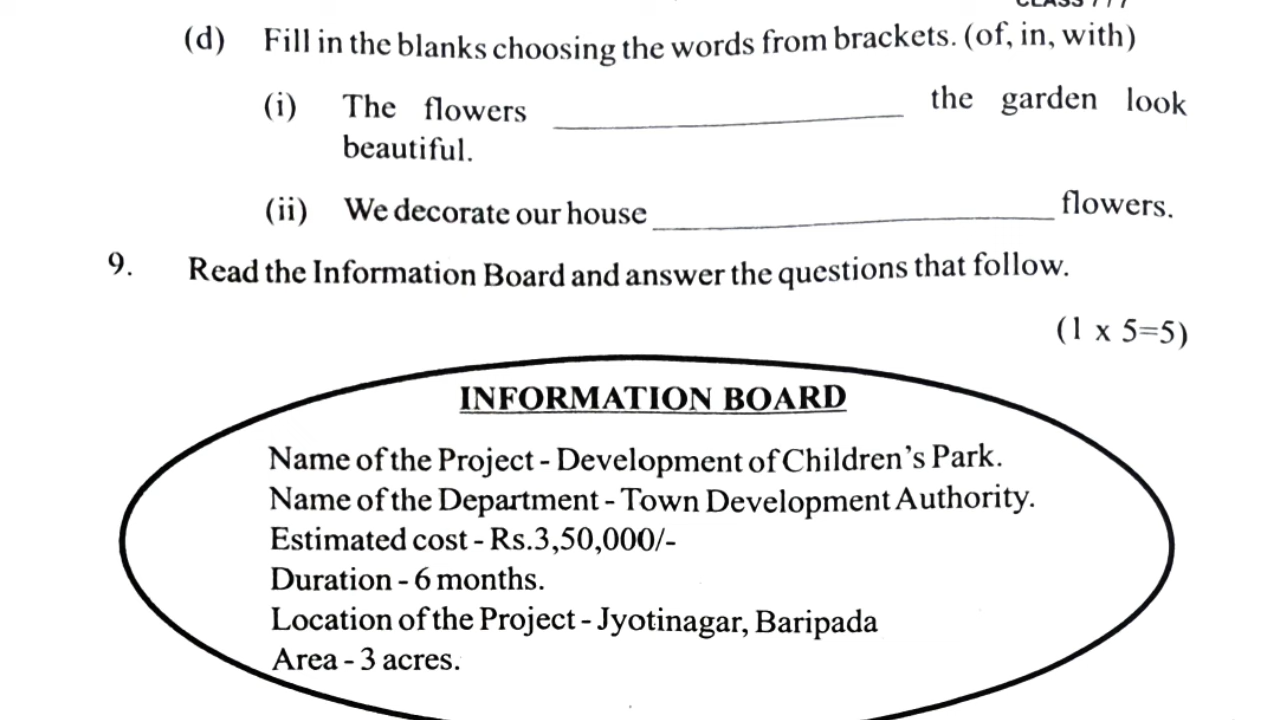 (d) Fill in the blanks choosing the words from brackets. (of, in, with)
(i) The flowers ____________ the garden look
beautiful.
(ii) We decorate our house ____________ flowers.
9. Read the Information Board and answer the questions that follow.
(1 x 5=5)
INFORMATION BOARD
Name of the Project - Development of Children's Park.
Name of the Department - Town Development Authority.
Estimated cost - Rs.3,50,000/-
Duration - 6 months.
Location of the Project - Jyotinagar, Baripada
Area - 3 acres.